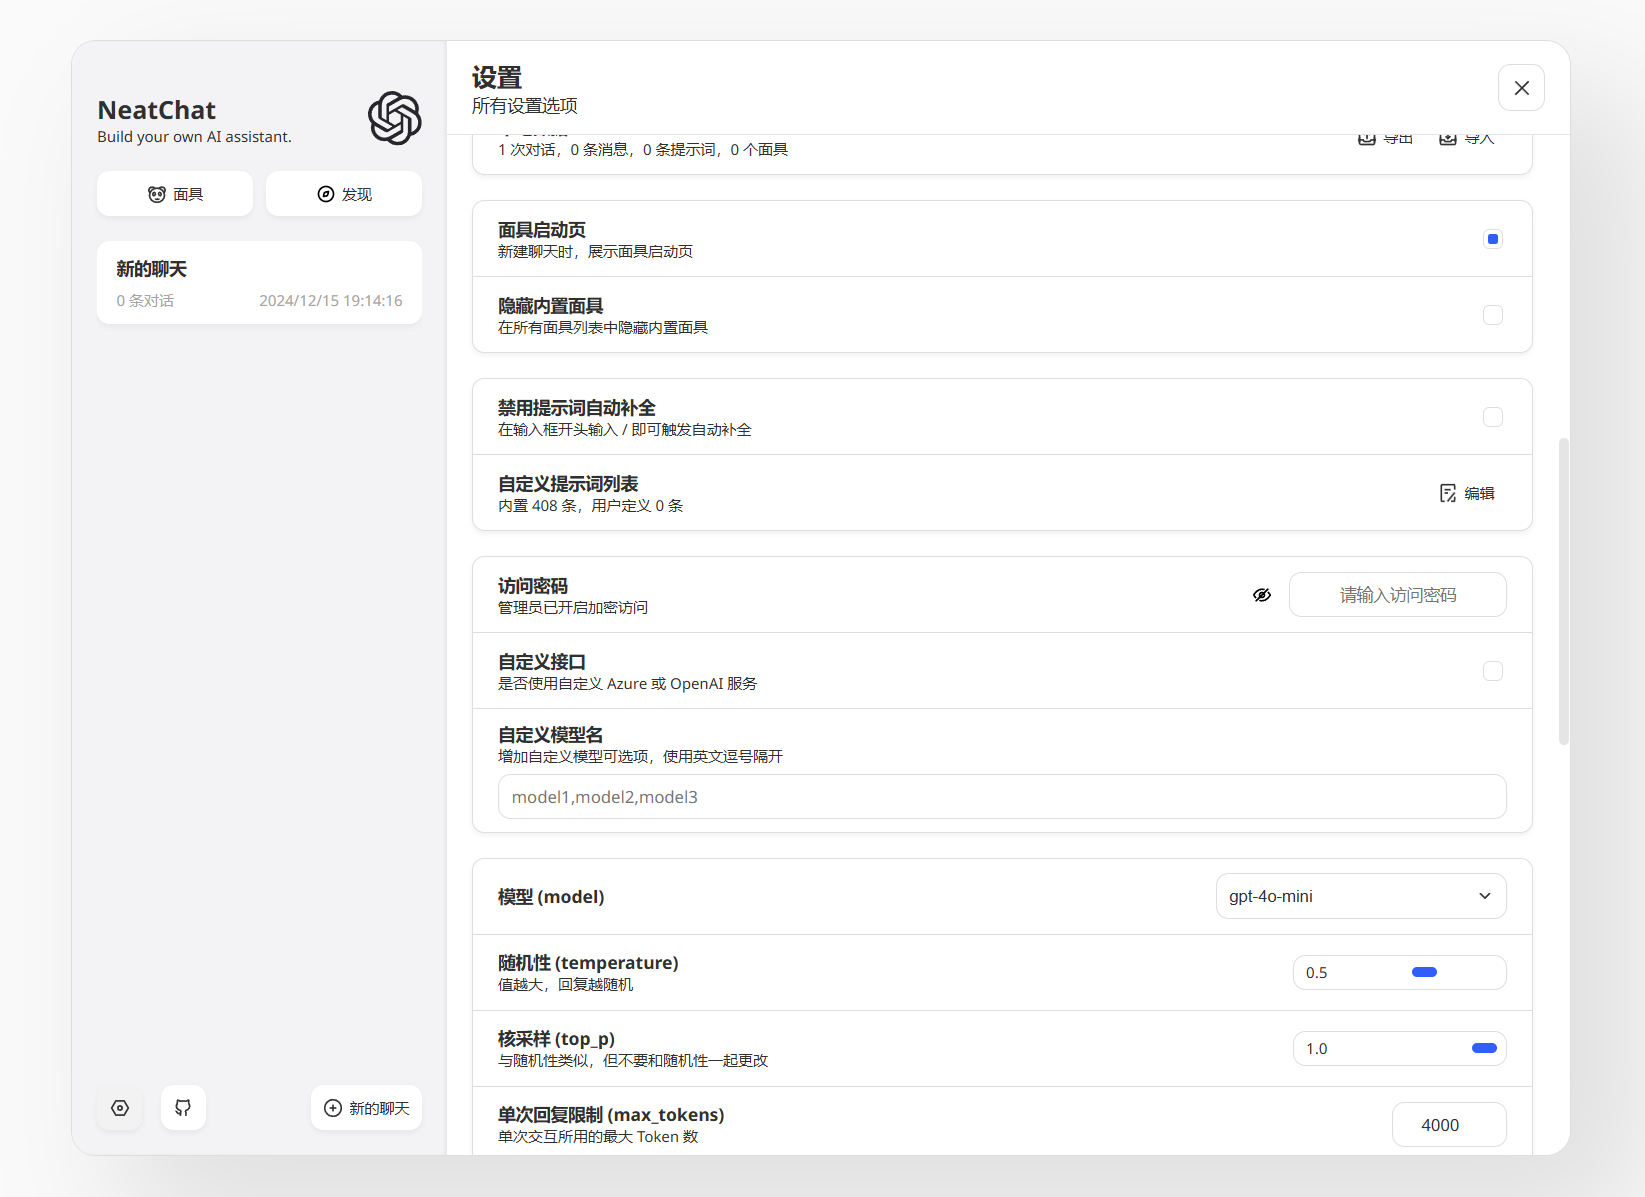 NeatChat
Build your own AI assistant.
面具
发现
新的聊天
0 条对话
2024/12/15 19:14:16
新的聊天
设置
所有设置选项
1 次对话，0 条消息，0 条提示词，0 个面具
导出
导入
面具启动页
新建聊天时，展示面具启动页
隐藏内置面具
在所有面具列表中隐藏内置面具
禁用提示词自动补全
在输入框开头输入 / 即可触发自动补全
自定义提示词列表
内置 408 条，用户定义 0 条
编辑
访问密码
管理员已开启加密访问
请输入访问密码
自定义接口
是否使用自定义 Azure 或 OpenAI 服务
自定义模型名
增加自定义模型可选项，使用英文逗号隔开
model1,model2,model3
模型 (model)
gpt-4o-mini
随机性 (temperature)
值越大，回复越随机
0.5
核采样 (top_p)
与随机性类似，但不要和随机性一起更改
1.0
单次回复限制 (max_tokens)
单次交互所用的最大 Token 数
4000